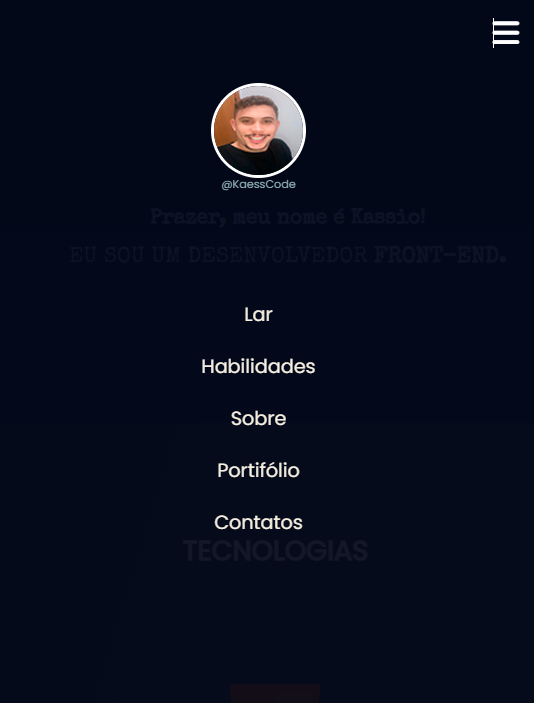 @KaessCode
Prazer, meu nome é Kassio!
EU SOU UM DESENVOLVEDOR FRONT-END.
Lar
Habilidades
Sobre
Portifólio
Contatos
TECNOLOGIAS